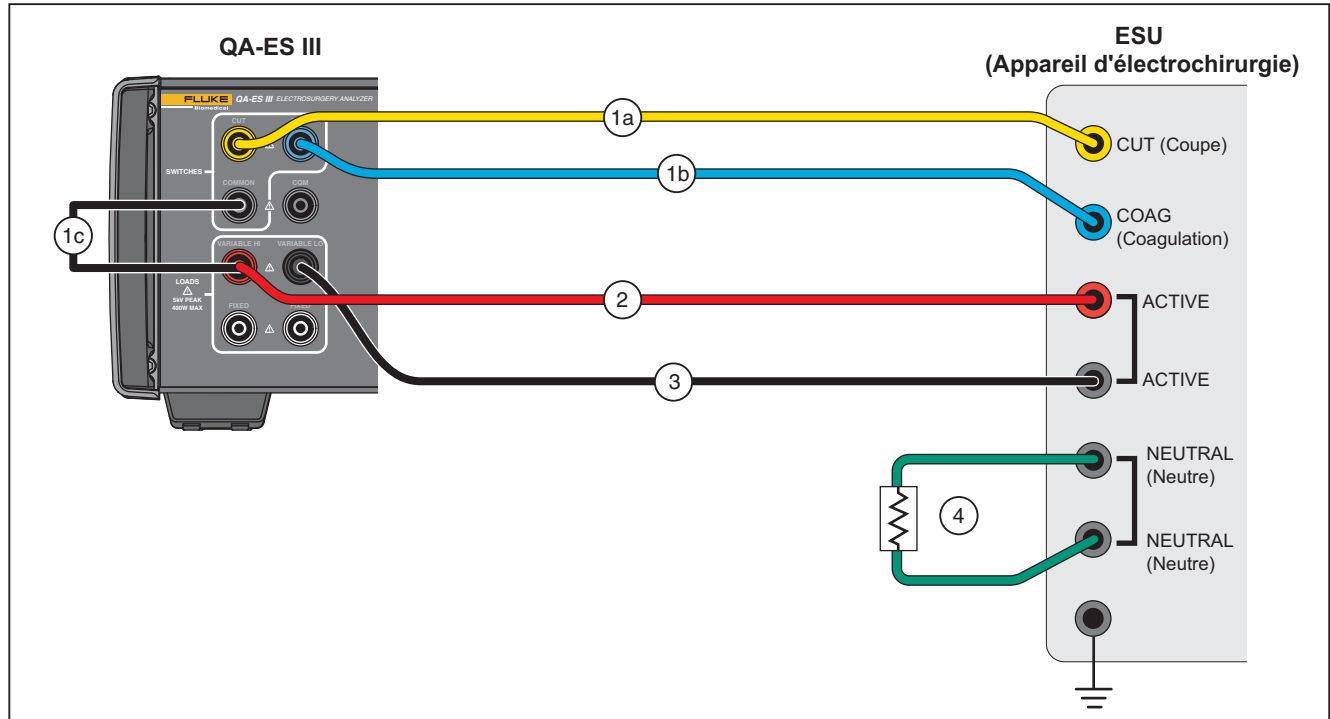 QA-ES III
ESU
(Appareil d'électrochirurgie)
FLUKE
Biomedical
QA-ES III ELECTROSURGERY ANALYZER
CUT
SWITCHES
COMMON
CQM
VARIABLE HI
VARIABLE LO
LOADS
5kV PEAK
400W MAX
FIXED
FIXED
1a
1b
1c
2
3
4
CUT (Coupe)
COAG
(Coagulation)
ACTIVE
ACTIVE
NEUTRAL
(Neutre)
NEUTRAL
(Neutre)